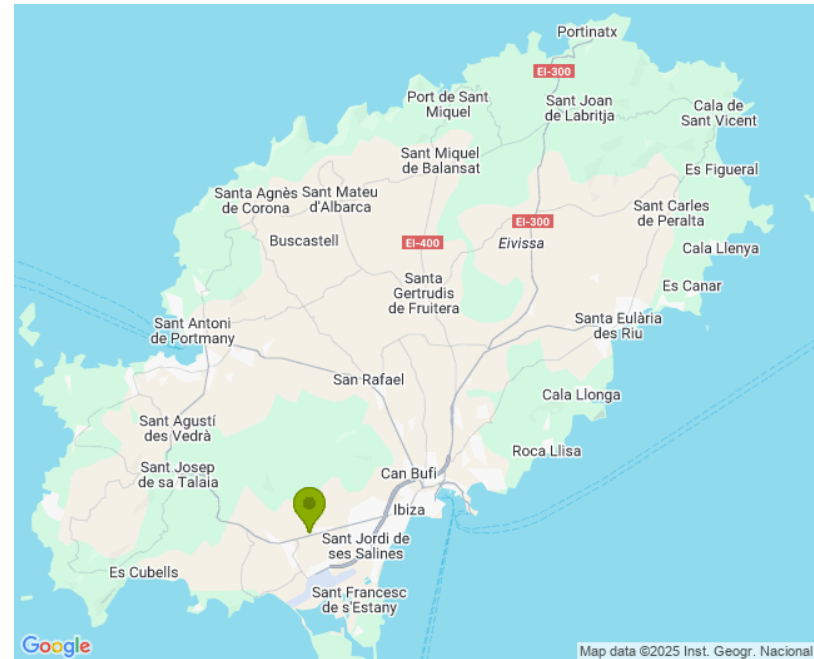 Portinatx
EI-300
Port de Sant
Miquel
Sant Joan
de Labritja
Cala de
Sant Vicent
Sant Miquel
de Balansat
Es Figueral
Santa Agnès
de Corona
Sant Mateu
d'Albarca
Sant Carles
de Peralta
EI-300
Buscastell
EI-400
Eivissa
Cala Llenya
Santa
Gertrudis
de Fruitera
Es Canar
Sant Antoni
de Portmany
Santa Eulària
des Riu
San Rafael
Cala Llonga
Sant Agustí
des Vedrà
Roca Llisa
Sant Josep
de sa Talaia
Can Bufi
Ibiza
Sant Jordi de
ses Salines
Es Cubells
Sant Francesc
de s'Estany
Google
Map data ©2025 Inst. Geogr. Nacional